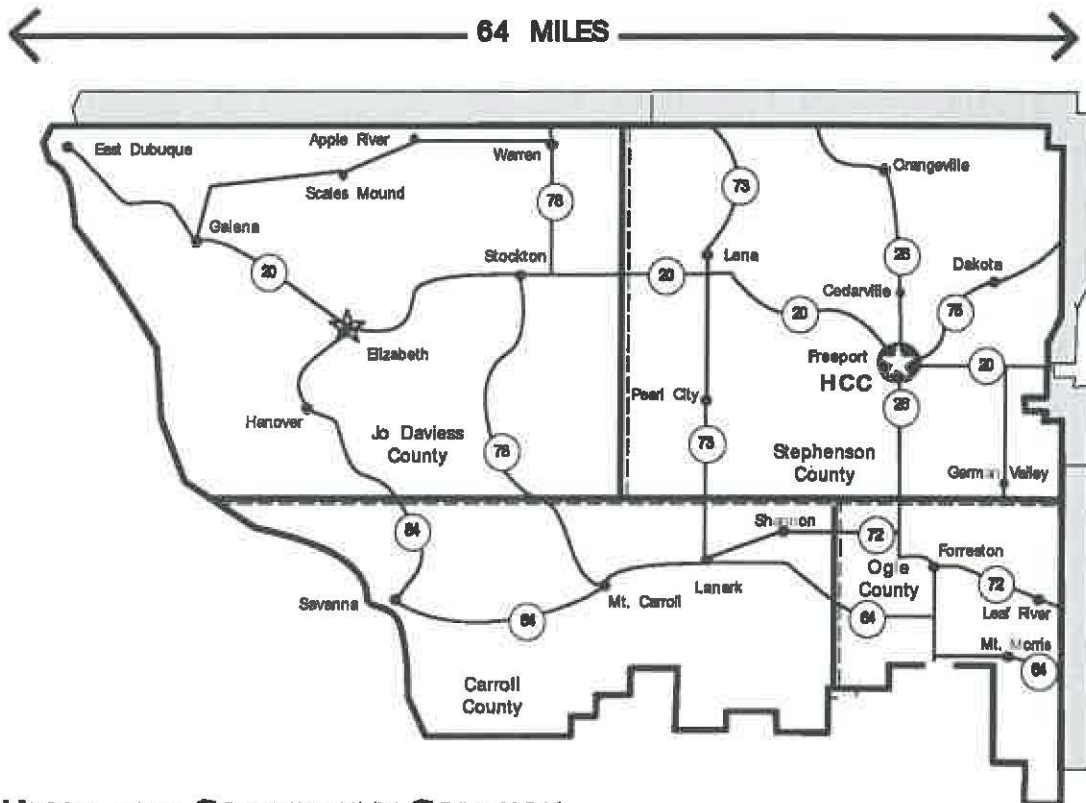 64 MILES
East Dubuque
Apple River
Warren
Scales Mound
Orangeville
73
78
Galena
Stockton
Lena
26
Dakota
20
20
Cedarville
75
20
Elizabeth
Freeport
HCC
20
Pearl City
26
Hanover
Jo Daviess
County
78
73
Stephenson
County
German Valley
84
Shannon
72
Ogle
County
Forreston
72
Savanna
Mt. Carroll
Lanark
Leaf River
64
64
Mt. Morris
64
Carroll
County